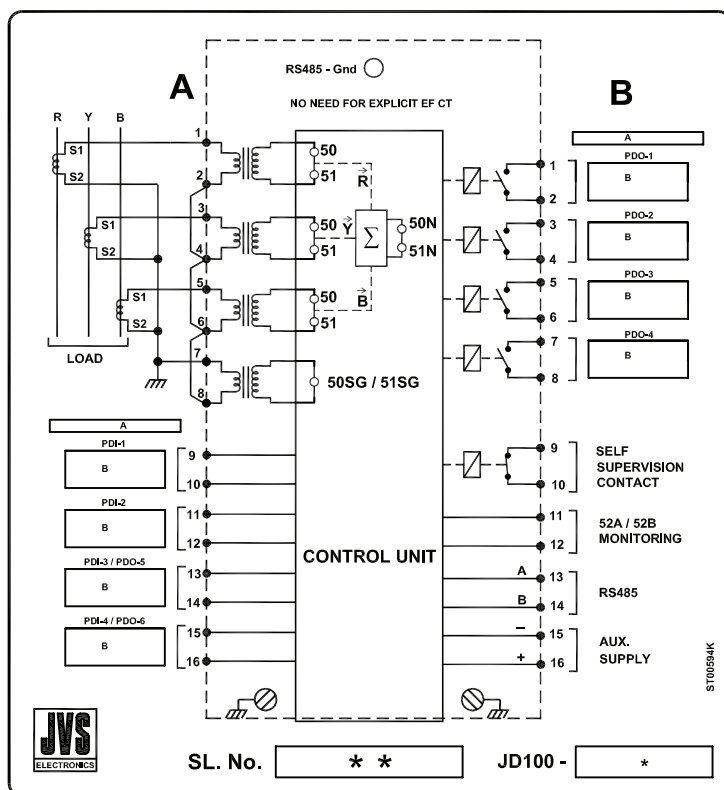 RS485 - Gnd
A
B
NO NEED FOR EXPLICIT EF CT
R Y B
S1
S2
S1
S2
S1
S2
LOAD
1
2
3
4
5
6
7
8
50
51
R
50
51
Y
Σ
50N
51N
50
51
B
50SG / 51SG
A
PDI-1
B
9
10
PDI-2
B
11
12
PDI-3 / PDO-5
B
13
14
PDI-4 / PDO-6
B
15
16
CONTROL UNIT
A
PDO-1
B
1
2
PDO-2
B
3
4
PDO-3
B
5
6
PDO-4
B
7
8
9
10
SELF
SUPERVISION
CONTACT
11
12
52A / 52B
MONITORING
A 13
B 14
RS485
– 15
+ 16
AUX.
SUPPLY
ST00594K
JVS
ELECTRONICS
SL. No. * *
JD100 - *